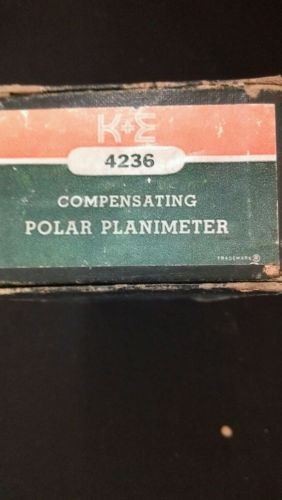 K+E
4236
COMPENSATING
POLAR PLANIMETER
TRADEMARK ®